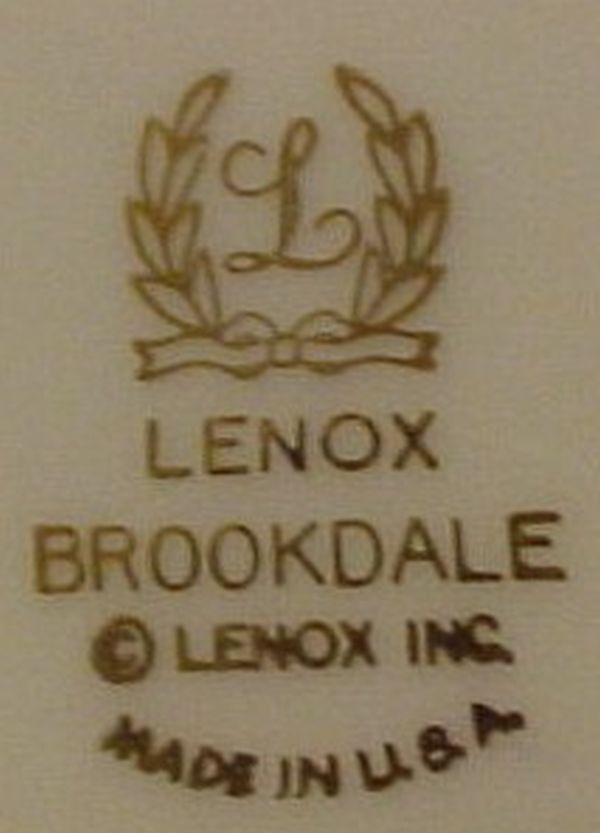 L
LENOX
BROOKDALE
© LENOX INC.
MADE IN U.S.A.